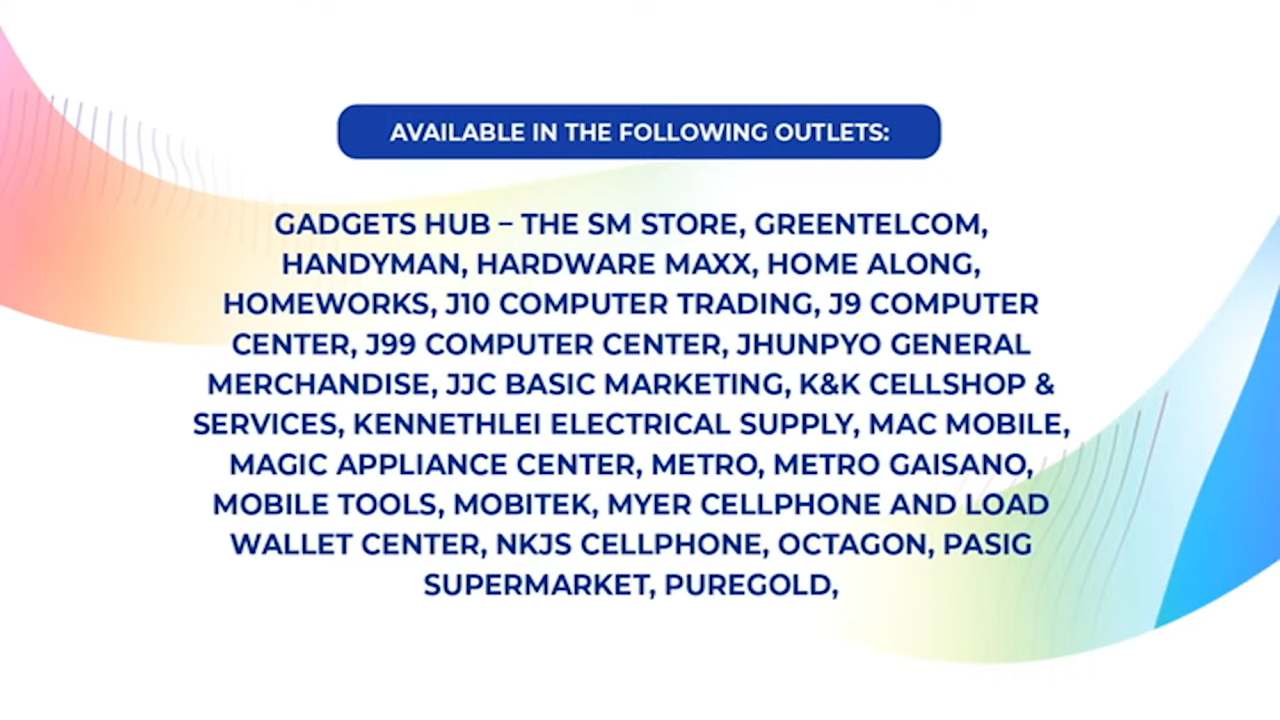 AVAILABLE IN THE FOLLOWING OUTLETS:
GADGETS HUB – THE SM STORE, GREENTELCOM,
HANDYMAN, HARDWARE MAXX, HOME ALONG,
HOMEWORKS, J10 COMPUTER TRADING, J9 COMPUTER
CENTER, J99 COMPUTER CENTER, JHUNPYO GENERAL
MERCHANDISE, JJC BASIC MARKETING, K&K CELLSHOP &
SERVICES, KENNETHLEI ELECTRICAL SUPPLY, MAC MOBILE,
MAGIC APPLIANCE CENTER, METRO, METRO GAISANO,
MOBILE TOOLS, MOBITEK, MYER CELLPHONE AND LOAD
WALLET CENTER, NKJS CELLPHONE, OCTAGON, PASIG
SUPERMARKET, PUREGOLD,